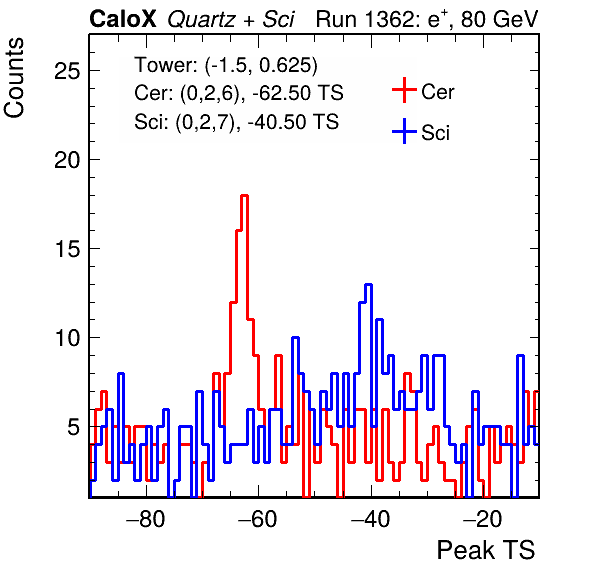 CaloX Quartz + Sci Run 1362: e+, 80 GeV
Counts
Tower: (-1.5, 0.625)
Cer: (0,2,6), -62.50 TS
Sci: (0,2,7), -40.50 TS
Cer
Sci
25
20
15
10
5
−80 −60 −40 −20
Peak TS